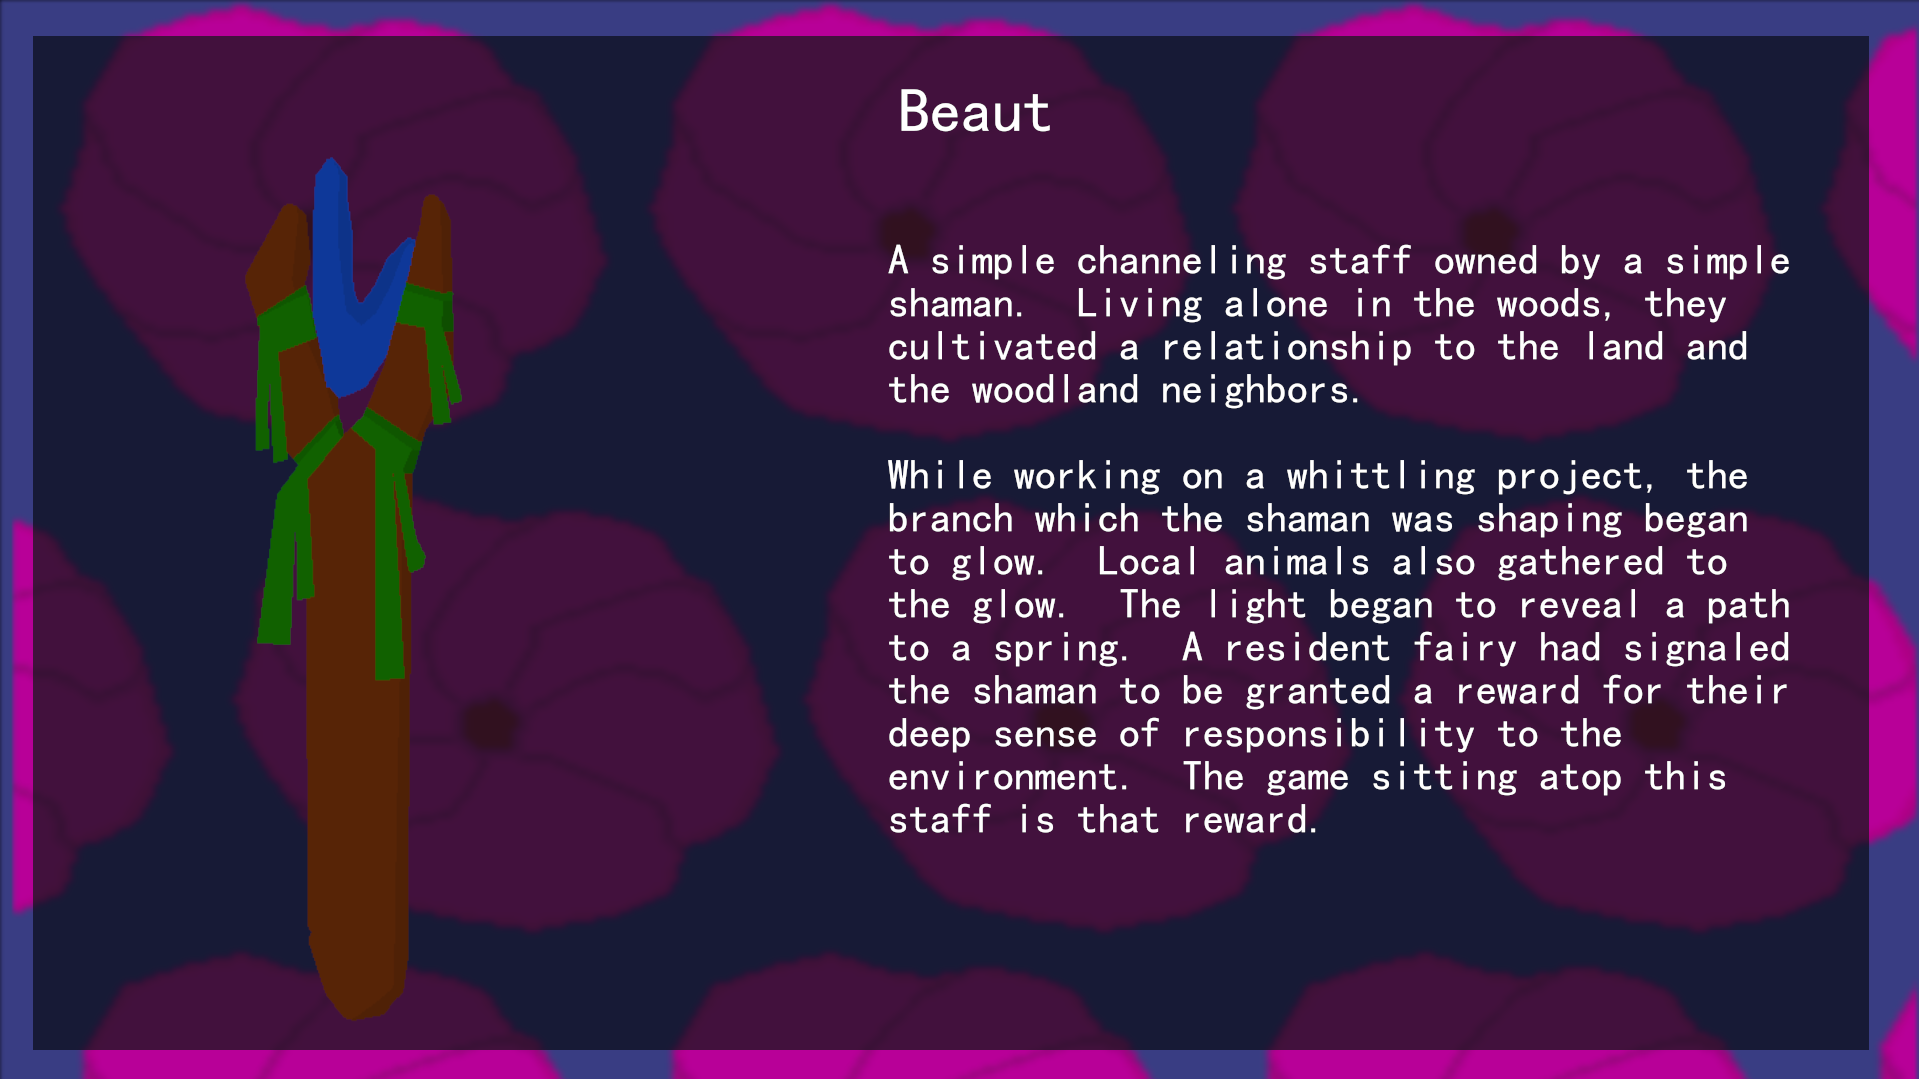 Beaut
A simple channeling staff owned by a simple
shaman.  Living alone in the woods, they
cultivated a relationship to the land and
the woodland neighbors.
While working on a whittling project, the
branch which the shaman was shaping began
to glow.  Local animals also gathered to
the glow.  The light began to reveal a path
to a spring.  A resident fairy had signaled
the shaman to be granted a reward for their
deep sense of responsibility to the
environment.  The game sitting atop this
staff is that reward.